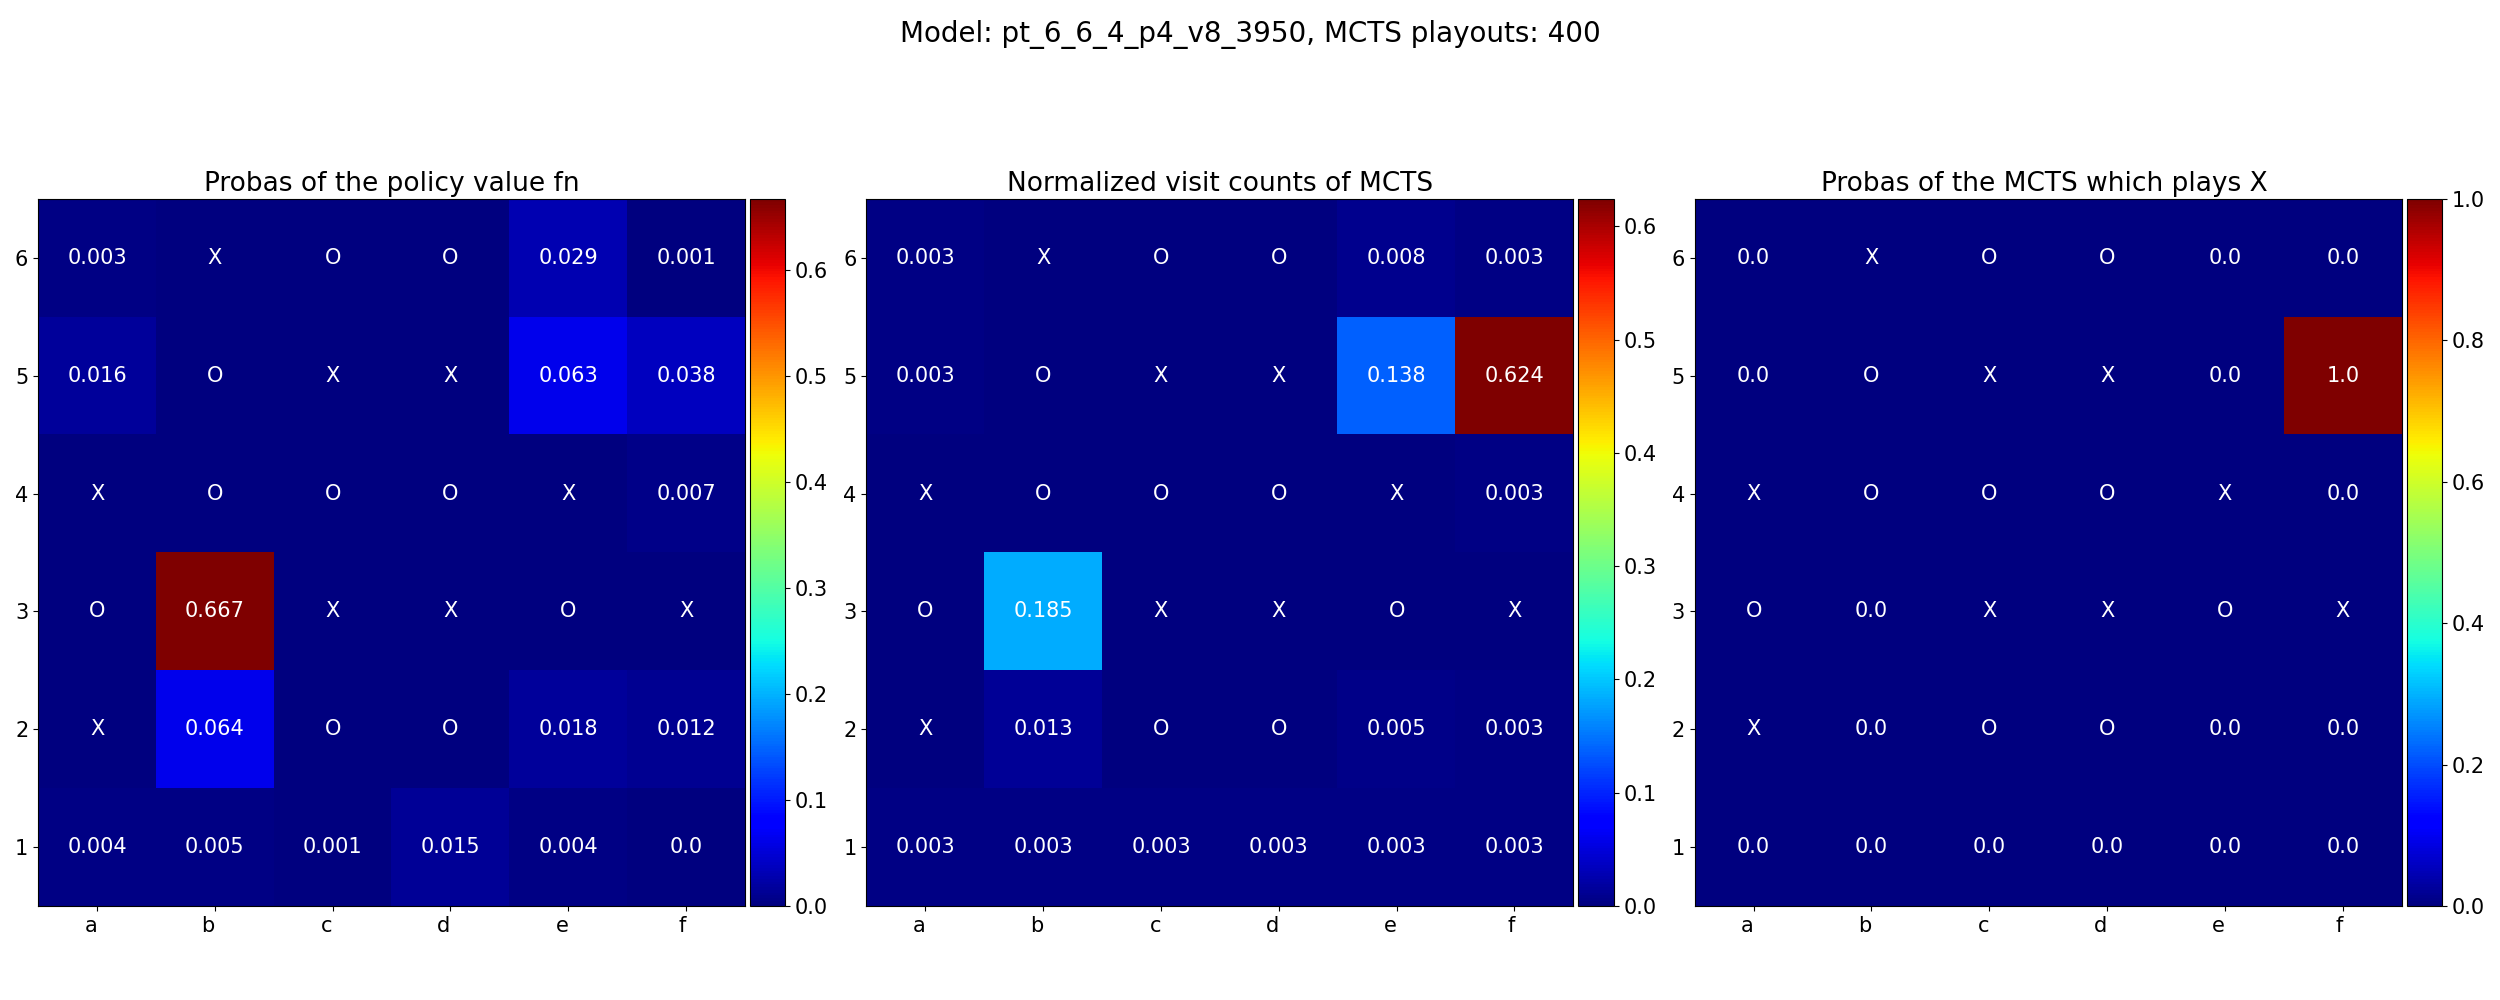 Model: pt_6_6_4_p4_v8_3950, MCTS playouts: 400
Probas of the policy value fn
6 0.003 X O O 0.029 0.001
5 0.016 O X X 0.063 0.038
4 X O O O X 0.007
3 O 0.667 X X O X
2 X 0.064 O O 0.018 0.012
1 0.004 0.005 0.001 0.015 0.004 0.0
a b c d e f
0.6
0.5
0.4
0.3
0.2
0.1
0.0
Normalized visit counts of MCTS
6 0.003 X O O 0.008 0.003
5 0.003 O X X 0.138 0.624
4 X O O O X 0.003
3 O 0.185 X X O X
2 X 0.013 O O 0.005 0.003
1 0.003 0.003 0.003 0.003 0.003 0.003
a b c d e f
0.6
0.5
0.4
0.3
0.2
0.1
0.0
Probas of the MCTS which plays X
6 0.0 X O O 0.0 0.0
5 0.0 O X X 0.0 1.0
4 X O O O X 0.0
3 O 0.0 X X O X
2 X 0.0 O O 0.0 0.0
1 0.0 0.0 0.0 0.0 0.0 0.0
a b c d e f
1.0
0.8
0.6
0.4
0.2
0.0